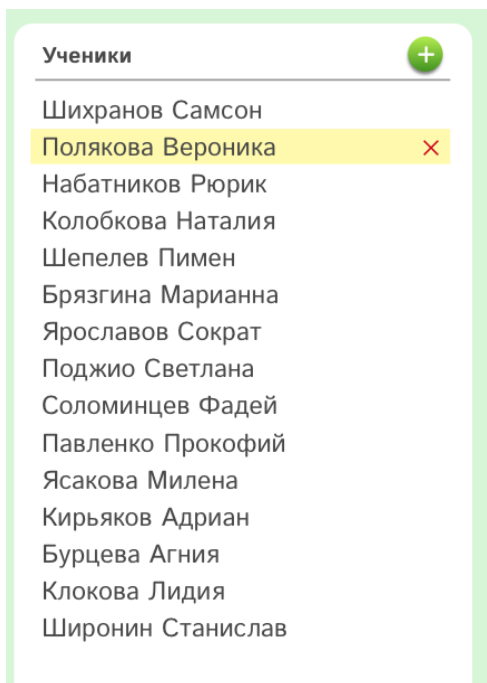 Ученики
Шихранов Самсон
Полякова Вероника
Набатников Рюрик
Колобкова Наталия
Шепелев Пимен
Брязгина Марианна
Ярославов Сократ
Поджио Светлана
Соломинцев Фадей
Павленко Прокофий
Ясакова Милена
Кирьяков Адриан
Бурцева Агния
Клокова Лидия
Широнин Станислав